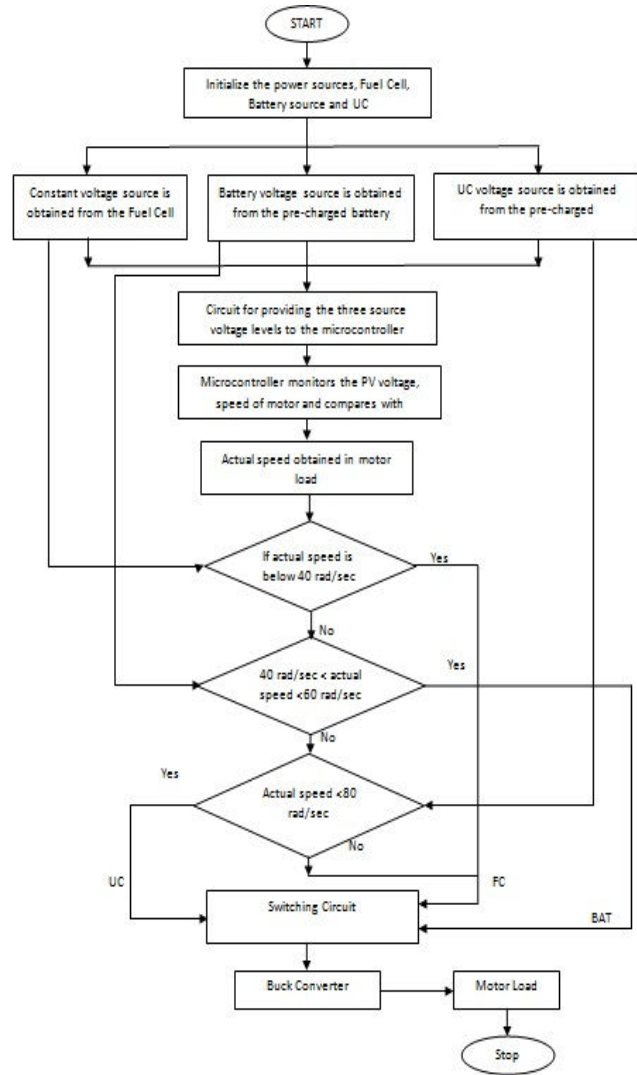 START
Initialize the power sources, Fuel Cell,
Battery source and UC
Constant voltage source is
obtained from the Fuel Cell
Battery voltage source is obtained
from the pre-charged battery
UC voltage source is obtained
from the pre-charged
Circuit for providing the three source
voltage levels to the microcontroller
Microcontroller monitors the PV voltage,
speed of motor and compares with
Actual speed obtained in motor
load
If actual speed is
below 40 rad/sec
Yes
No
40 rad/sec < actual
speed <60 rad/sec
Yes
No
Yes
Actual speed <80
rad/sec
No
UC
FC
BAT
Switching Circuit
Buck Converter
Motor Load
Stop